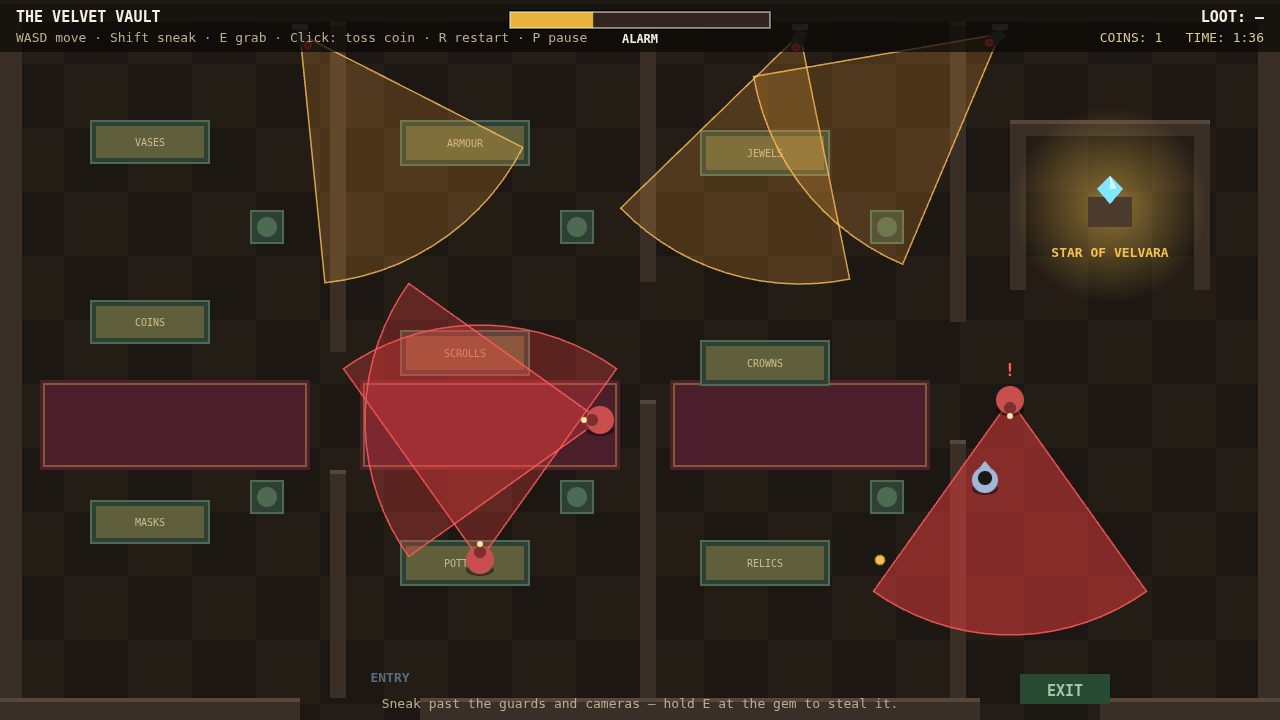 THE VELVET VAULT
LOOT: —
WASD move · Shift sneak · E grab · Click: toss coin · R restart · P pause
ALARM
COINS: 1 TIME: 1:36
VASES
ARMOUR
JEWELS
STAR OF VELVARA
COINS
SCROLLS
CROWNS
!
MASKS
POTT
RELICS
ENTRY
EXIT
Sneak past the guards and cameras — hold E at the gem to steal it.